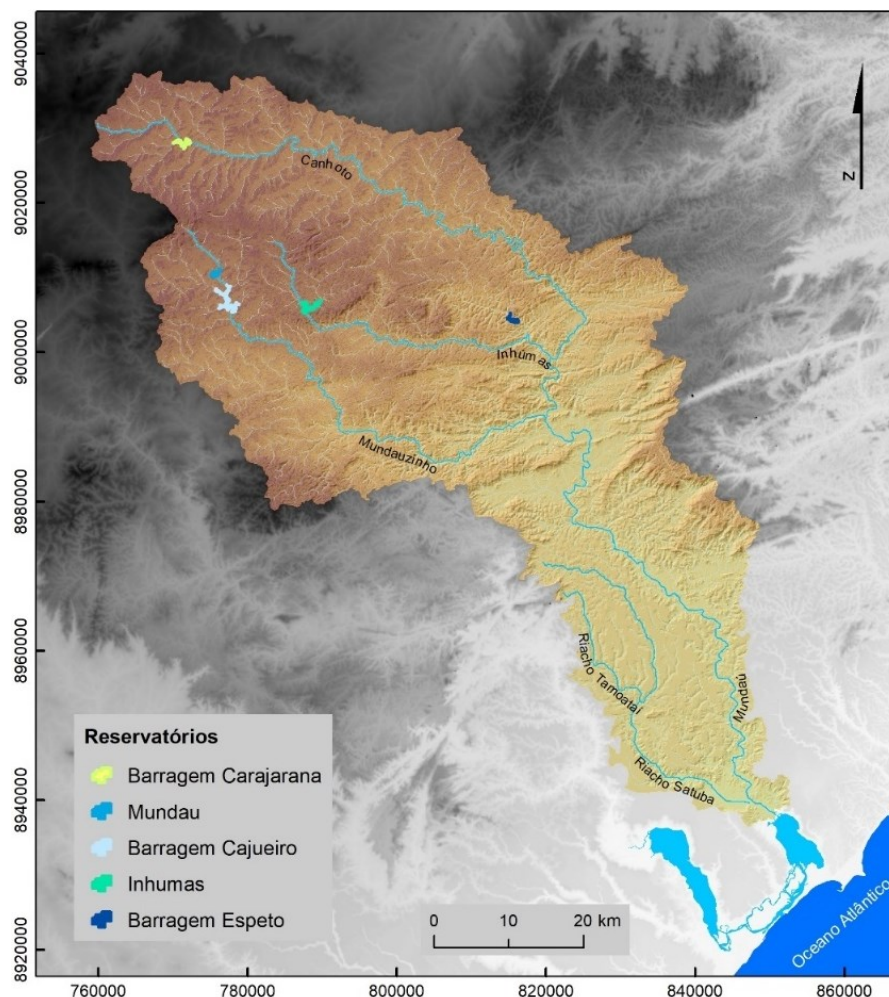 9040000
9020000
9000000
8980000
8960000
8940000
8920000
N
Canhoto
Inhúmas
Mundauzinho
Riacho Tamoataí
Mundaú
Riacho Satuba
Oceano Atlântico
Reservatórios
Barragem Carajarana
Mundau
Barragem Cajueiro
Inhumas
Barragem Espeto
0 10 20 km
760000 780000 800000 820000 840000 860000